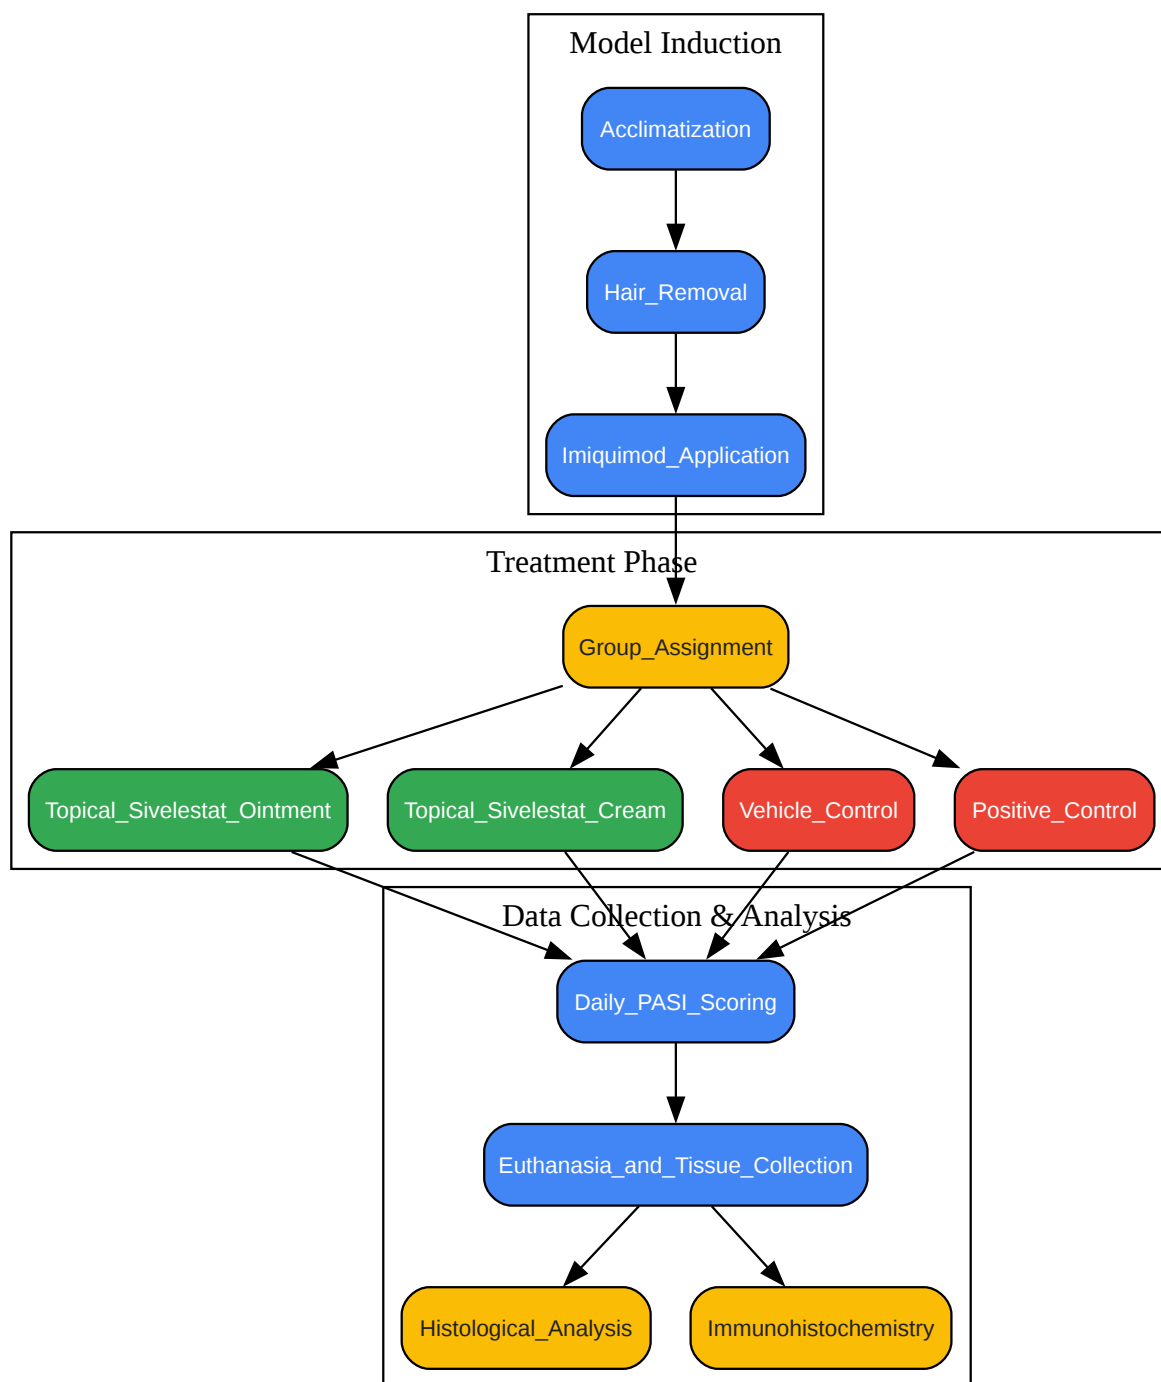 Model Induction
Acclimatization
Hair_Removal
Imiquimod_Application
Treatment Phase
Group_Assignment
Topical_Sivelestat_Ointment
Topical_Sivelestat_Cream
Vehicle_Control
Positive_Control
Data Collection & Analysis
Daily_PASI_Scoring
Euthanasia_and_Tissue_Collection
Histological_Analysis
Immunohistochemistry